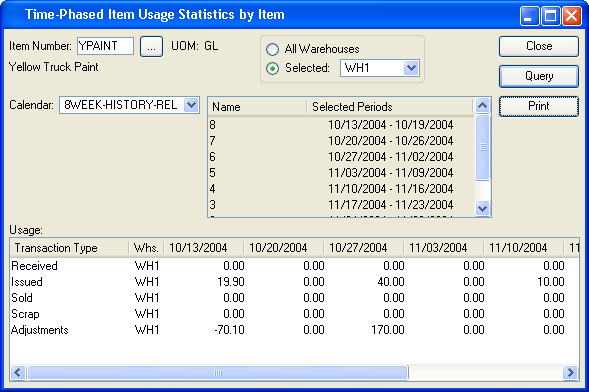 Time-Phased Item Usage Statistics by Item
Item Number: YPAINT ... UOM: GL
Yellow Truck Paint
All Warehouses
Selected: WH1
Close
Query
Print
Calendar: 8WEEK-HISTORY-REL
Name Selected Periods
8 10/13/2004 - 10/19/2004
7 10/20/2004 - 10/26/2004
6 10/27/2004 - 11/02/2004
5 11/03/2004 - 11/09/2004
4 11/10/2004 - 11/16/2004
3 11/17/2004 - 11/23/2004
Usage:
Transaction Type Whs. 10/13/2004 10/20/2004 10/27/2004 11/03/2004 11/10/2004 11
Received WH1 0.00 0.00 0.00 0.00 0.00
Issued WH1 19.90 0.00 40.00 0.00 10.00
Sold WH1 0.00 0.00 0.00 0.00 0.00
Scrap WH1 0.00 0.00 0.00 0.00 0.00
Adjustments WH1 -70.10 0.00 170.00 0.00 0.00